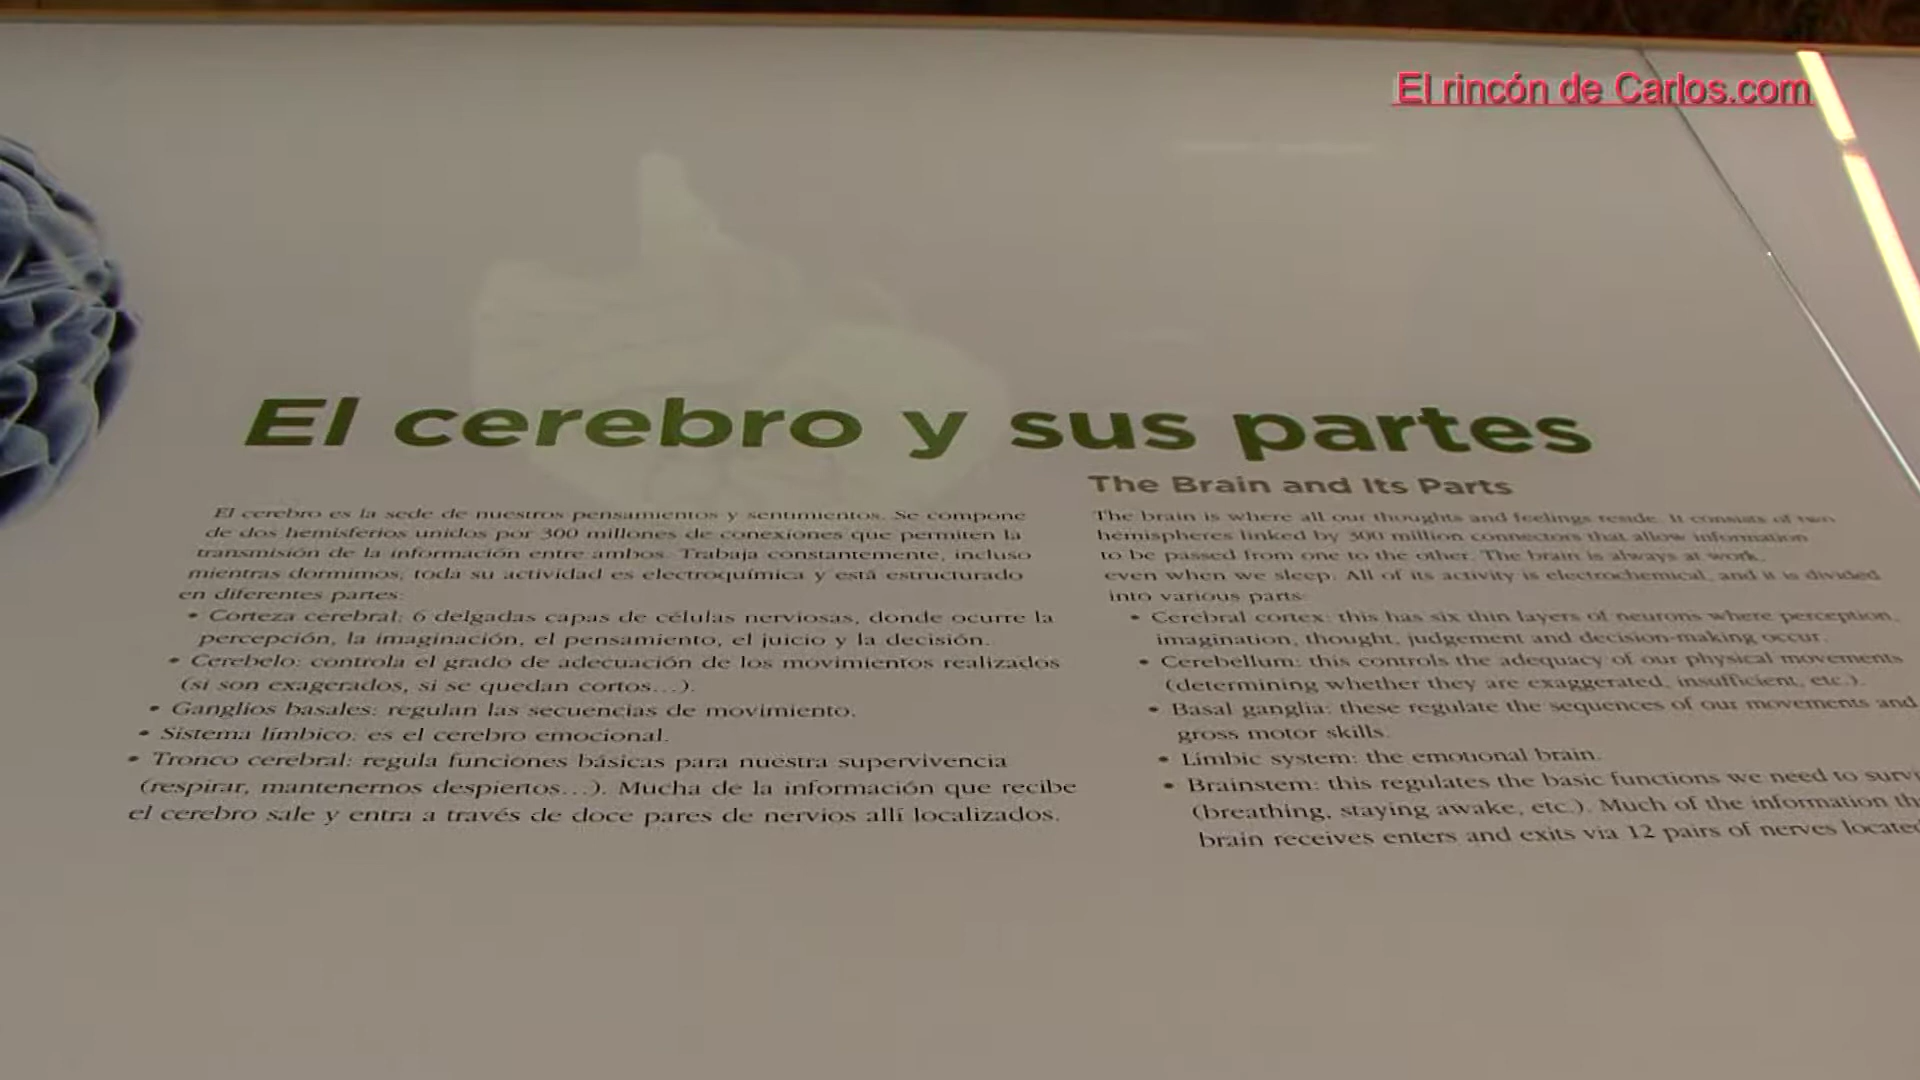 El rincón de Carlos.com
El cerebro y sus partes
El cerebro es la sede de nuestros pensamientos y sentimientos. Se compone
de dos hemisferios unidos por 300 millones de conexiones que permiten la
transmisión de la información entre ambos. Trabaja constantemente, incluso
mientras dormimos; toda su actividad es electroquímica y está estructurado
en diferentes partes:
• Corteza cerebral: 6 delgadas capas de células nerviosas, donde ocurre la
percepción, la imaginación, el pensamiento, el juicio y la decisión.
• Cerebelo: controla el grado de adecuación de los movimientos realizados
(si son exagerados, si se quedan cortos...).
• Ganglios basales: regulan las secuencias de movimiento.
• Sistema límbico: es el cerebro emocional.
• Tronco cerebral: regula funciones básicas para nuestra supervivencia
(respirar, mantenernos despiertos...). Mucha de la información que recibe
el cerebro sale y entra a través de doce pares de nervios allí localizados.
The Brain and Its Parts
The brain is where all our thoughts and feelings reside. It consists of two
hemispheres linked by 300 million connectors that allow information
to be passed from one to the other. The brain is always at work,
even when we sleep. All of its activity is electrochemical, and it is divided
into various parts:
• Cerebral cortex: this has six thin layers of neurons where perception,
imagination, thought, judgement and decision-making occur.
• Cerebellum: this controls the adequacy of our physical movements
(determining whether they are exaggerated, insufficient, etc.).
• Basal ganglia: these regulate the sequences of our movements and
gross motor skills.
• Limbic system: the emotional brain.
• Brainstem: this regulates the basic functions we need to
(breathing, staying awake, etc.). Much of the information
brain receives enters and exits via 12 pairs of nerves